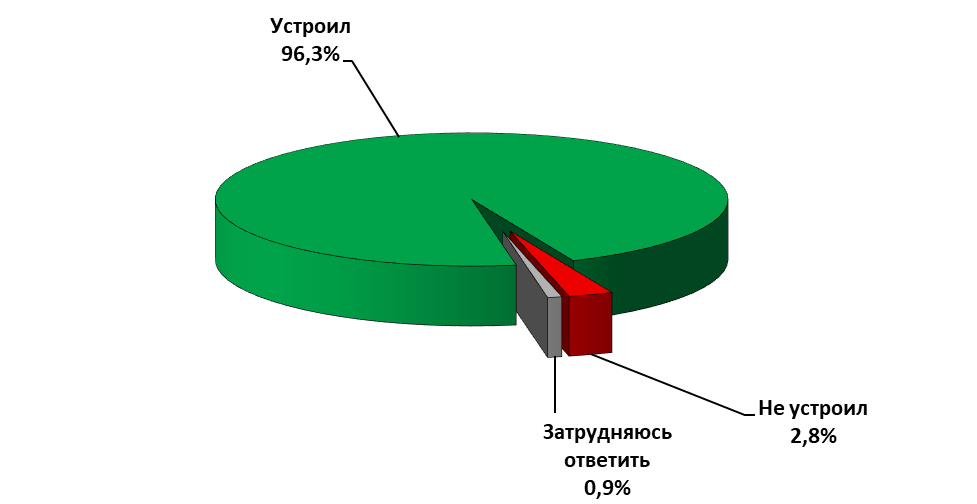 Устроил
96,3%
Не устроил
2,8%
Затрудняюсь
ответить
0,9%